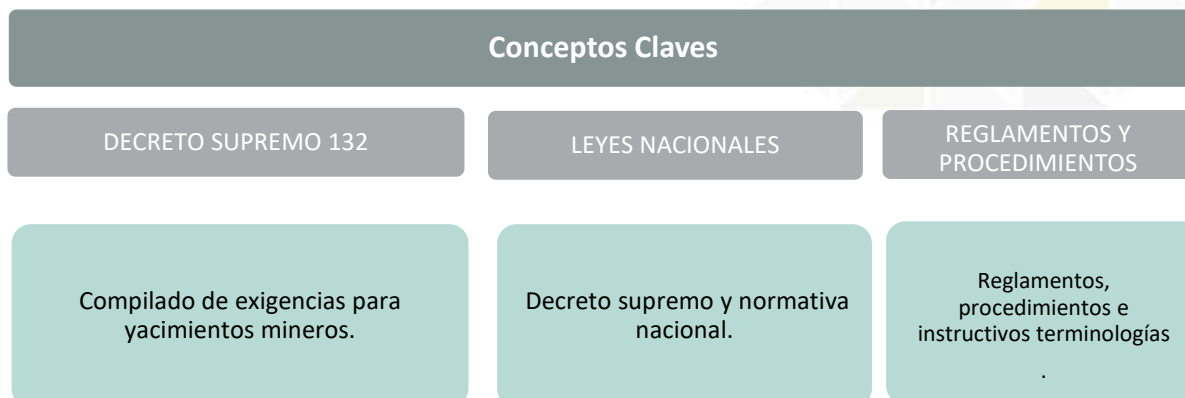 Conceptos Claves
DECRETO SUPREMO 132
LEYES NACIONALES
REGLAMENTOS Y
PROCEDIMIENTOS
Compilado de exigencias para
yacimientos mineros.
Decreto supremo y normativa
nacional.
Reglamentos,
procedimientos e
instructivos terminologías
.